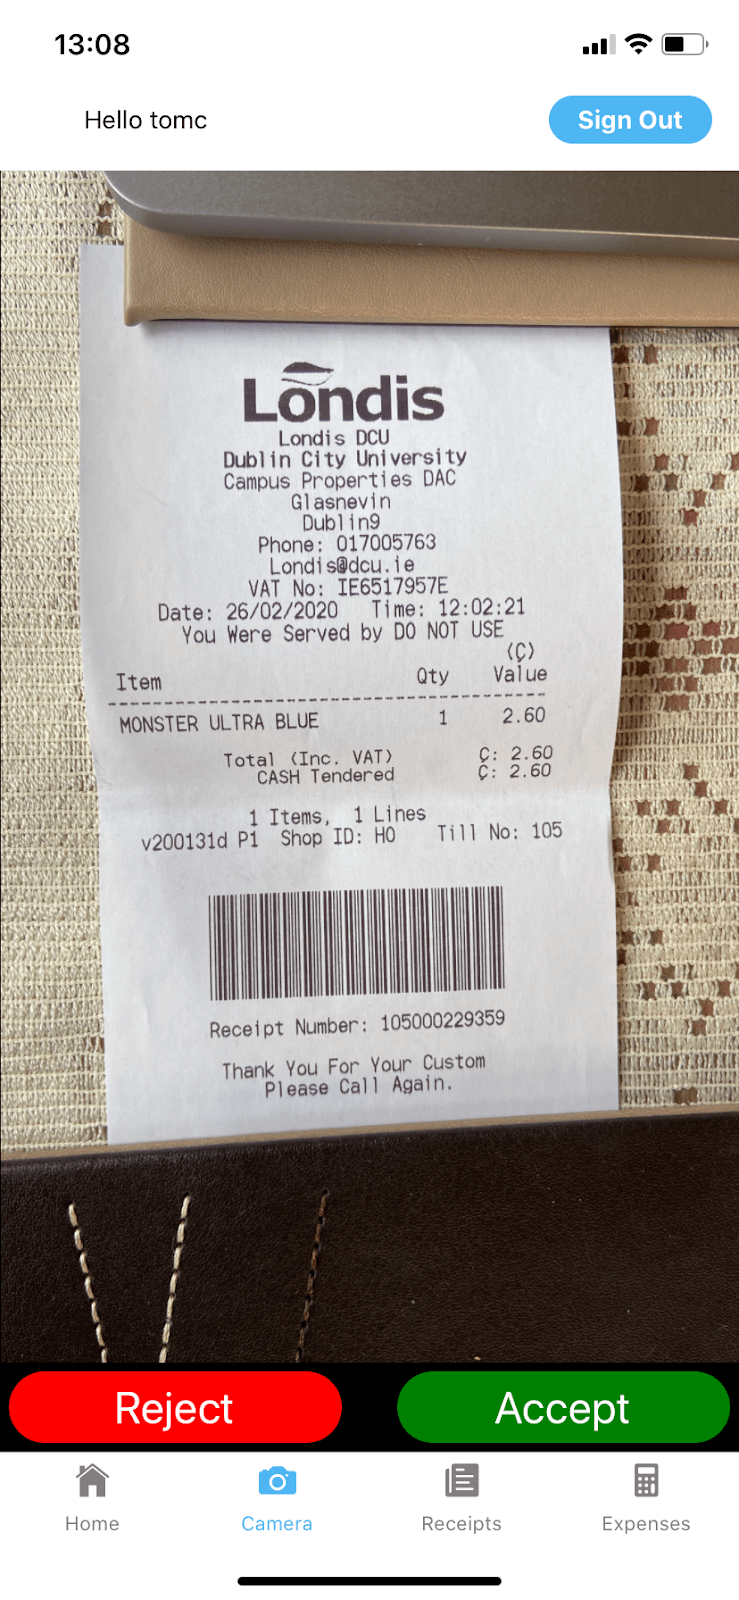 13:08
Hello tomc
Sign Out
Londis
Londis DCU
Dublin City University
Campus Properties DAC
Glasnevin
Dublin9
Phone: 017005763
Londis@dcu.ie
VAT No: IE6517957E
Date: 26/02/2020 Time: 12:02:21
You Were Served by DO NOT USE
(Ç)
Item Qty Value
MONSTER ULTRA BLUE 1 2.60
Total (Inc. VAT) Ç: 2.60
CASH Tendered Ç: 2.60
1 Items, 1 Lines
v200131d P1 Shop ID: HO Till No: 105
Receipt Number: 105000229359
Thank You For Your Custom
Please Call Again.
Reject
Accept
Home
Camera
Receipts
Expenses